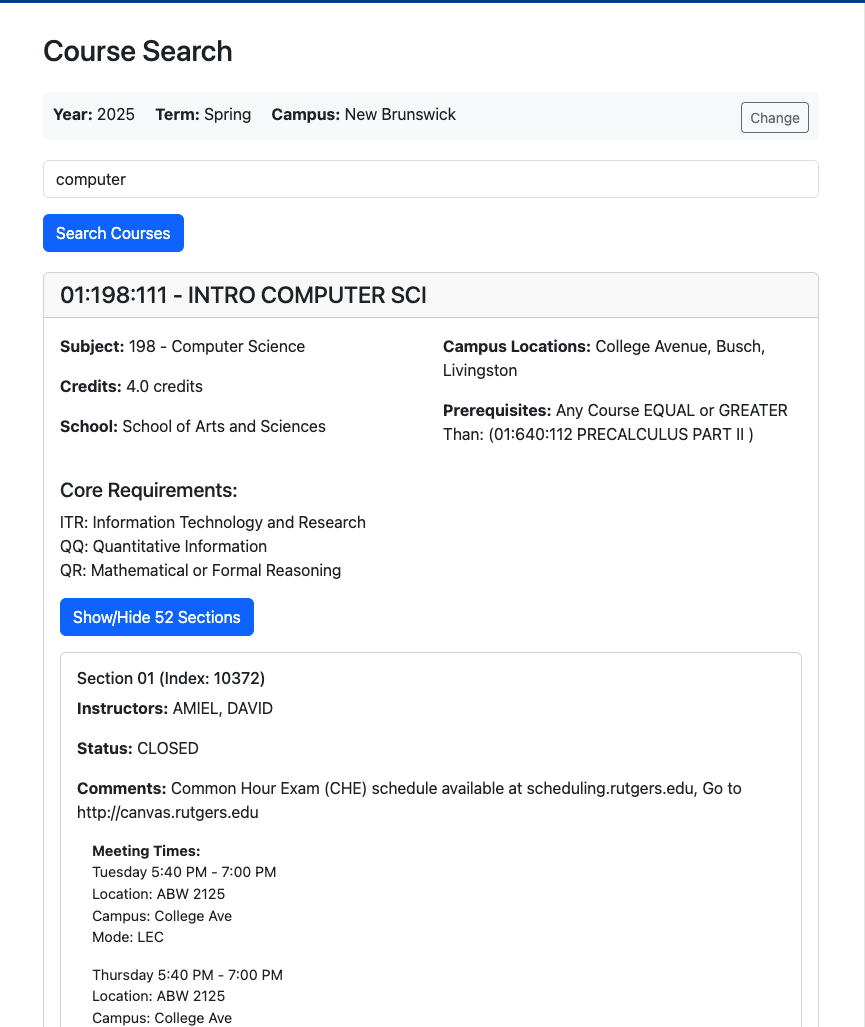 Course Search
Year: 2025 Term: Spring Campus: New Brunswick
Change
computer
Search Courses
01:198:111 - INTRO COMPUTER SCI
Subject: 198 - Computer Science
Credits: 4.0 credits
School: School of Arts and Sciences
Campus Locations: College Avenue, Busch,
Livingston
Prerequisites: Any Course EQUAL or GREATER
Than: (01:640:112 PRECALCULUS PART II )
Core Requirements:
ITR: Information Technology and Research
QQ: Quantitative Information
QR: Mathematical or Formal Reasoning
Show/Hide 52 Sections
Section 01 (Index: 10372)
Instructors: AMIEL, DAVID
Status: CLOSED
Comments: Common Hour Exam (CHE) schedule available at scheduling.rutgers.edu, Go to
http://canvas.rutgers.edu
Meeting Times:
Tuesday 5:40 PM - 7:00 PM
Location: ABW 2125
Campus: College Ave
Mode: LEC
Thursday 5:40 PM - 7:00 PM
Location: ABW 2125
Campus: College Ave